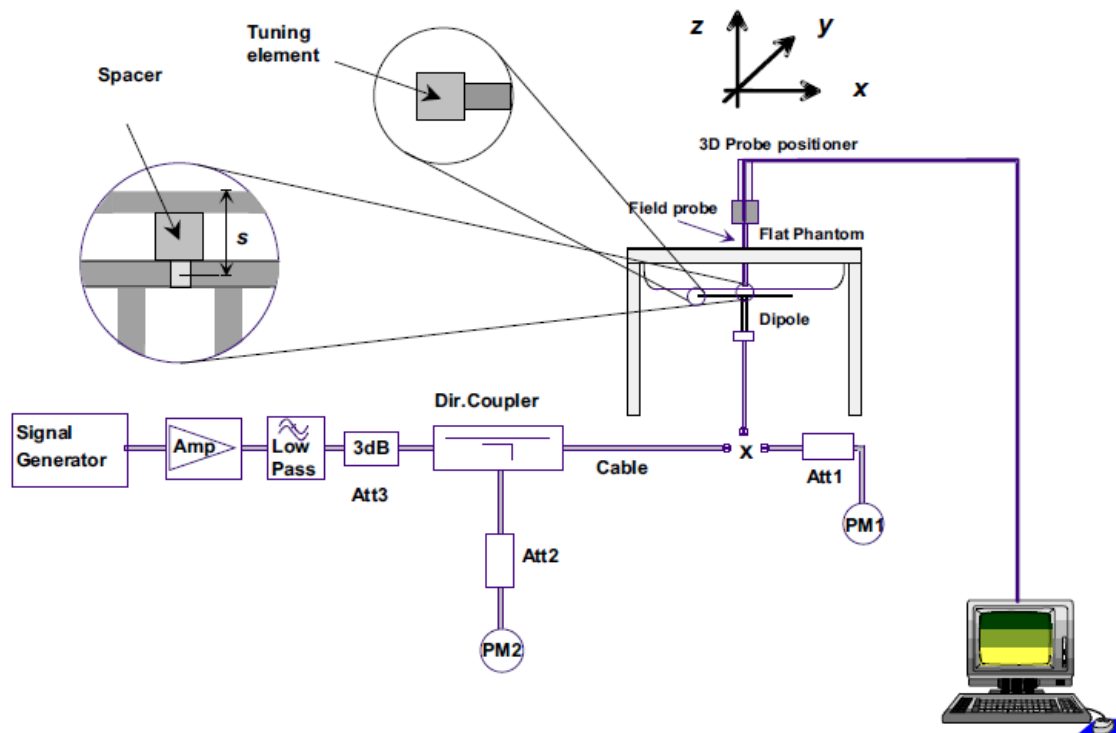 Tuning
element
Spacer
z
y
x
3D Probe positioner
Field probe
Flat Phantom
s
Dipole
Dir.Coupler
Signal
Generator
Amp
Low
Pass
3dB
Att3
Cable
X
Att1
PM1
Att2
PM2